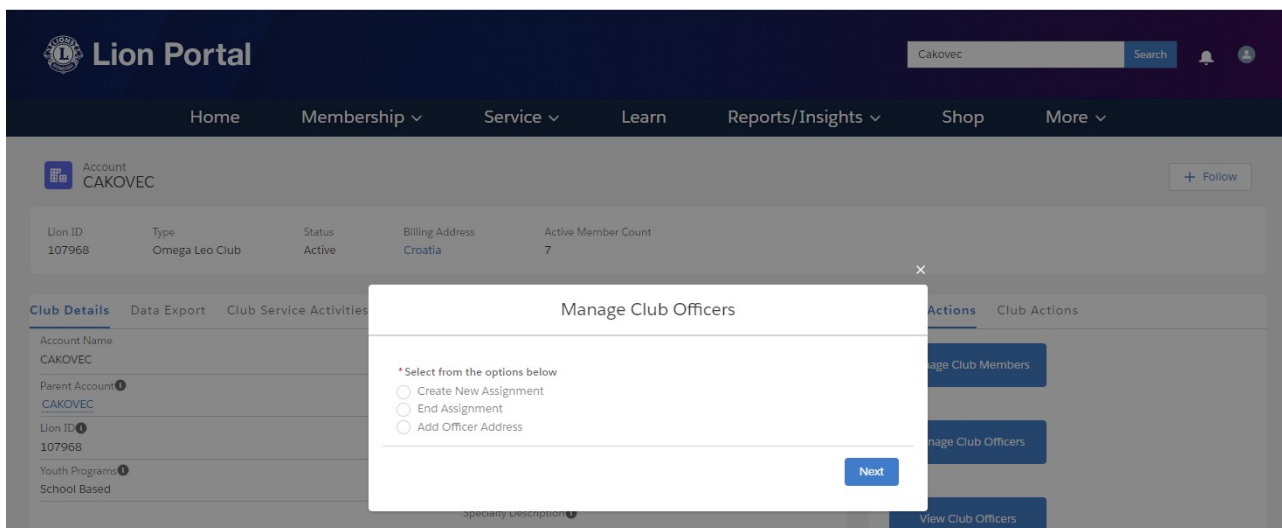 Lion Portal
Cakovec
Search
Home Membership Service Learn Reports/Insights Shop More
Account
CAKOVEC
+ Follow
Lion ID Type Status Billing Address Active Member Count
107968 Omega Leo Club Active Croatia 7
Manage Club Officers
Club Details Data Export Club Service Activities
Actions Club Actions
Account Name
CAKOVEC
Parent Account
CAKOVEC
Lion ID
107968
Youth Programs
School Based
*Select from the options below
Create New Assignment
End Assignment
Add Officer Address
Next
Club Members
Club Officers
View Club Officers
Specialty Description